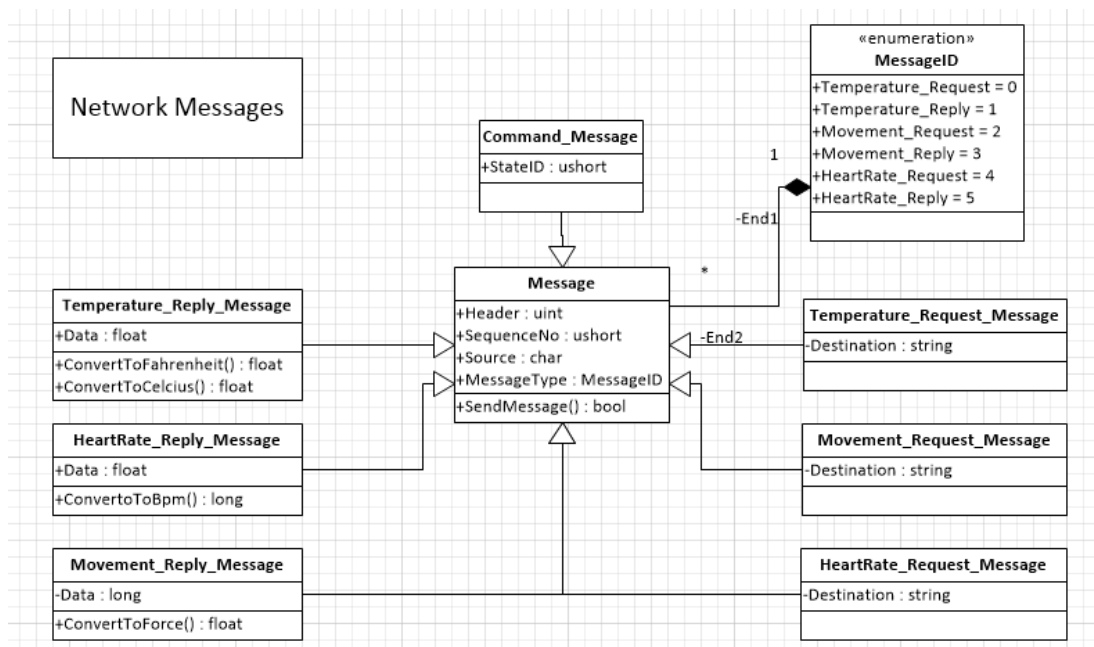 Network Messages
«enumeration»
MessageID
+Temperature_Request = 0
+Temperature_Reply = 1
+Movement_Request = 2
+Movement_Reply = 3
+HeartRate_Request = 4
+HeartRate_Reply = 5
Command_Message
+StateID : ushort
1
-End1
*
-End2
Message
+Header : uint
+SequenceNo : ushort
+Source : char
+MessageType : MessageID
+SendMessage() : bool
Temperature_Reply_Message
+Data : float
+ConvertToFahrenheit() : float
+ConvertToCelcius() : float
Temperature_Request_Message
-Destination : string
HeartRate_Reply_Message
+Data : float
+ConvertoToBpm() : long
Movement_Request_Message
-Destination : string
Movement_Reply_Message
-Data : long
+ConvertToForce() : float
HeartRate_Request_Message
-Destination : string